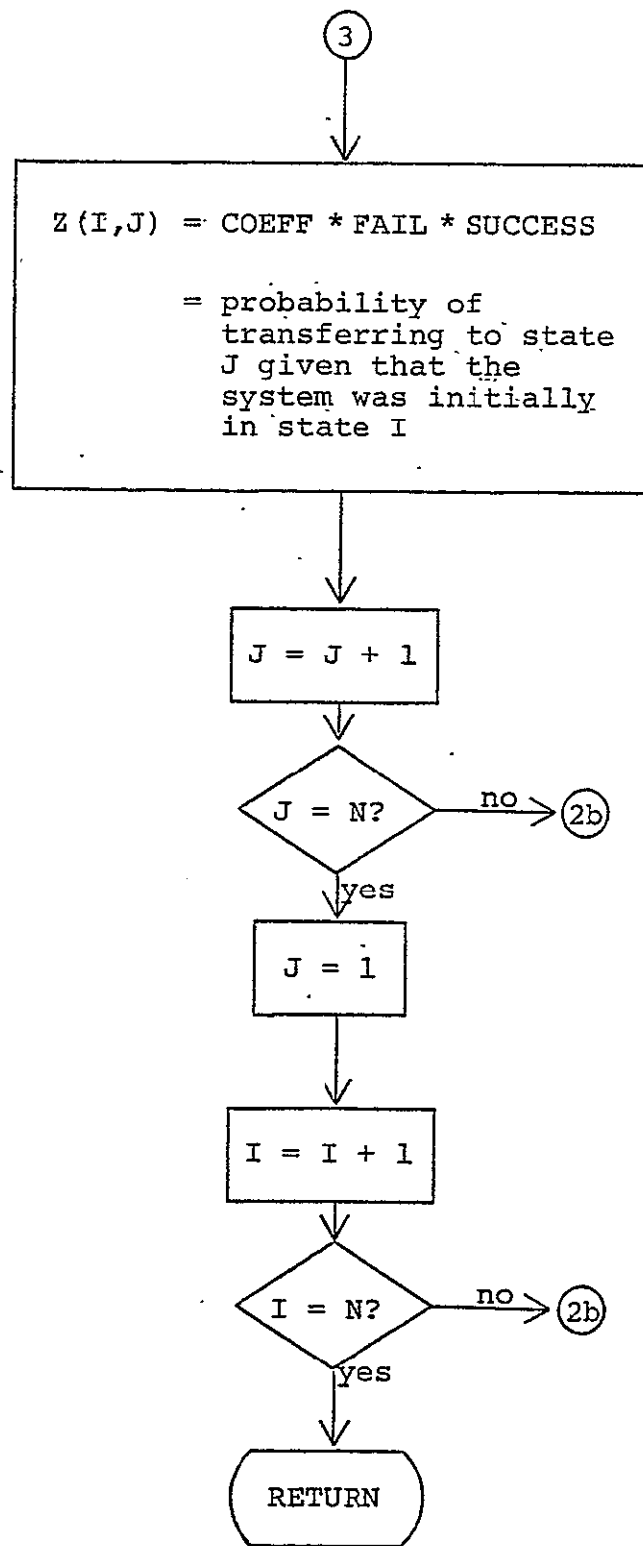 3
Z(I,J) = COEFF * FAIL * SUCCESS
= probability of
transferring to state
J given that the
system was initially
in state I
J = J + 1
J = N?
no
2b
yes
J = 1
I = I + 1
I = N?
no
2b
yes
RETURN